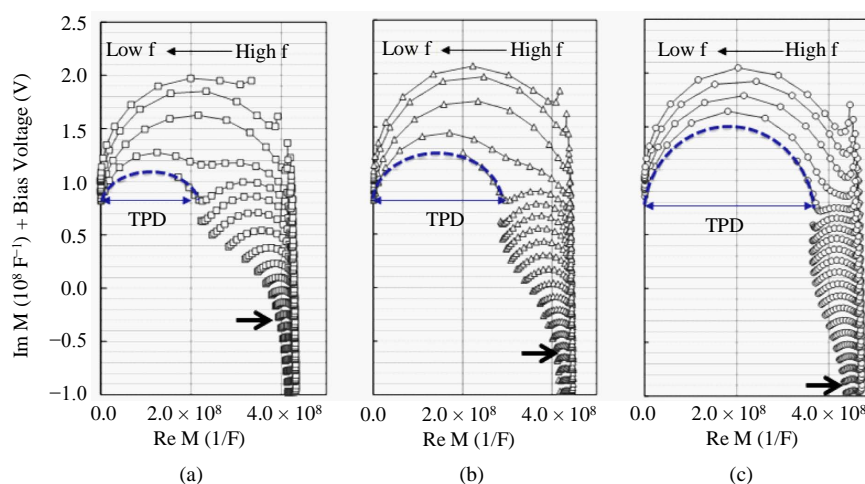 Im M (10⁸ F⁻¹) + Bias Voltage (V)
2.5
2.0
1.5
1.0
0.5
0.0
−0.5
−1.0
Low f High f
TPD
0.0 2.0 × 10⁸ 4.0 × 10⁸
Re M (1/F)
(a)
Low f High f
TPD
0.0 2.0 × 10⁸ 4.0 × 10⁸
Re M (1/F)
(b)
Low f High f
TPD
0.0 2.0 × 10⁸ 4.0 × 10⁸
Re M (1/F)
(c)